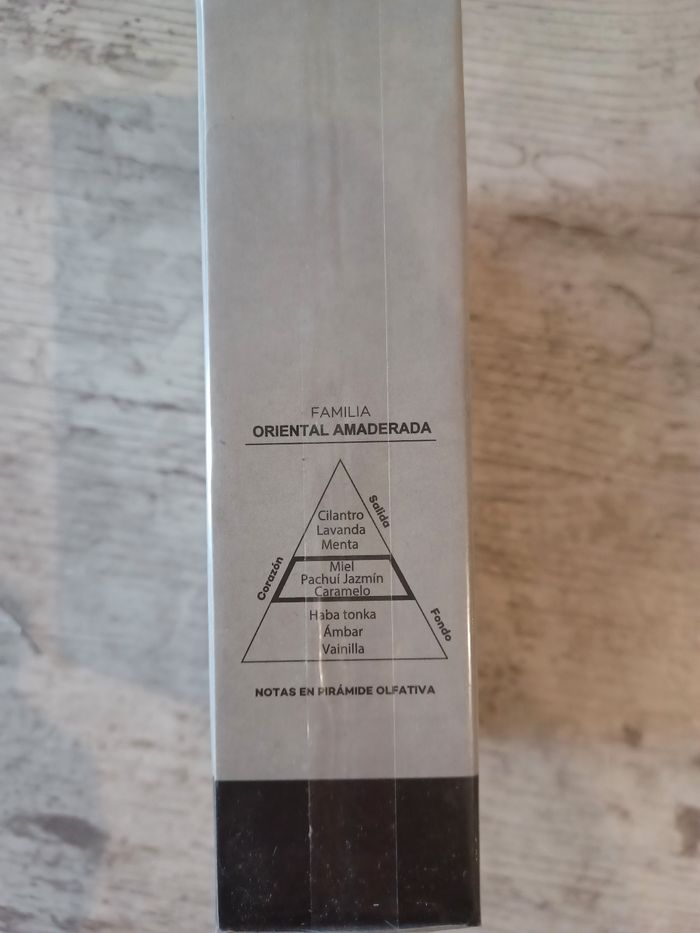 FAMILIA
ORIENTAL AMADERADA
Salida
Cilantro
Lavanda
Menta
Corazón
Miel
Pachuí Jazmín
Caramelo
Fondo
Haba tonka
Ámbar
Vainilla
NOTAS EN PIRÁMIDE OLFATIVA